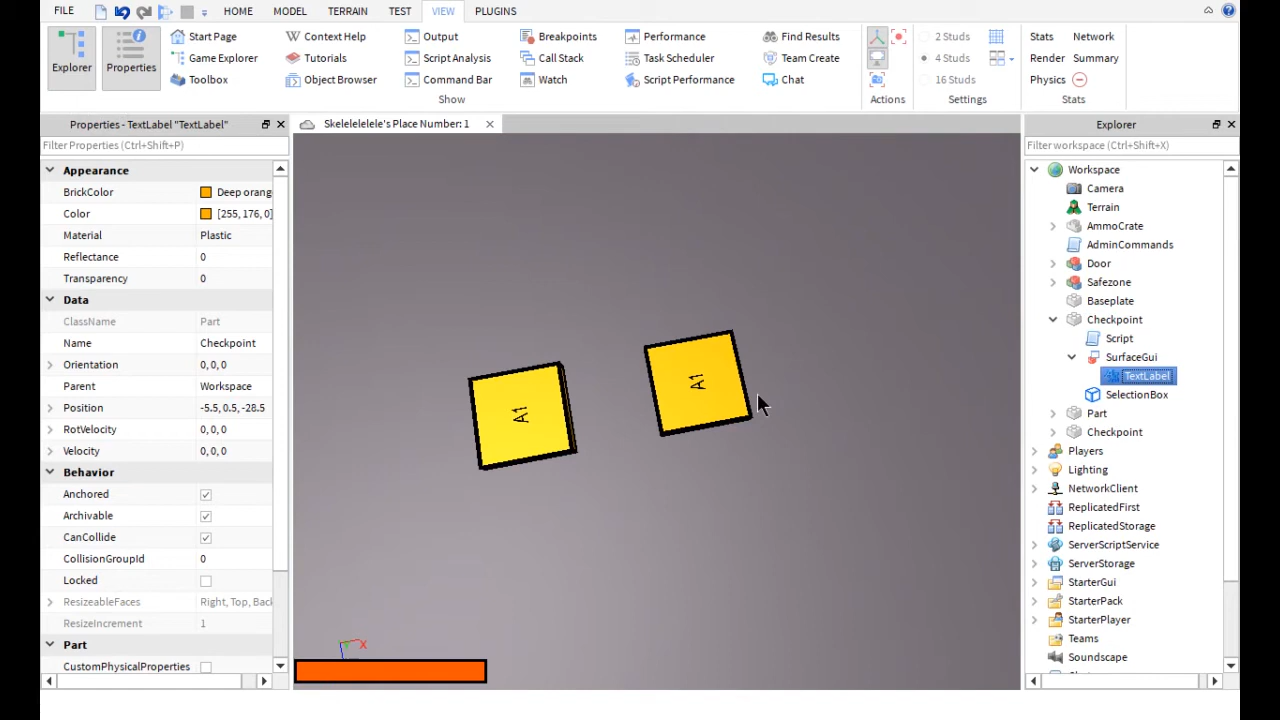 FILE HOME MODEL TERRAIN TEST VIEW PLUGINS
Explorer
Properties
Start Page
Game Explorer
Toolbox
Context Help
Tutorials
Object Browser
Output
Script Analysis
Command Bar
Breakpoints
Call Stack
Watch
Performance
Task Scheduler
Script Performance
Find Results
Team Create
Chat
Show
Actions
2 Studs
4 Studs
16 Studs
Settings
Stats Network
Render Summary
Physics
Stats
Properties - TextLabel "TextLabel"
Filter Properties (Ctrl+Shift+P)
Appearance
BrickColor Deep orang
Color [255, 176, 0]
Material Plastic
Reflectance 0
Transparency 0
Data
ClassName Part
Name Checkpoint
Orientation 0, 0, 0
Parent Workspace
Position -5.5, 0.5, -28.5
RotVelocity 0, 0, 0
Velocity 0, 0, 0
Behavior
Anchored
Archivable
CanCollide
CollisionGroupId 0
Locked
ResizeableFaces Right, Top, Back
ResizeIncrement 1
Part
CustomPhysicalProperties
Skelelelelele's Place Number: 1
A1
A1
X
Explorer
Filter workspace (Ctrl+Shift+X)
Workspace
Camera
Terrain
AmmoCrate
AdminCommands
Door
Safezone
Baseplate
Checkpoint
Script
SurfaceGui
TextLabel
SelectionBox
Part
Checkpoint
Players
Lighting
NetworkClient
ReplicatedFirst
ReplicatedStorage
ServerScriptService
ServerStorage
StarterGui
StarterPack
StarterPlayer
Teams
Soundscape